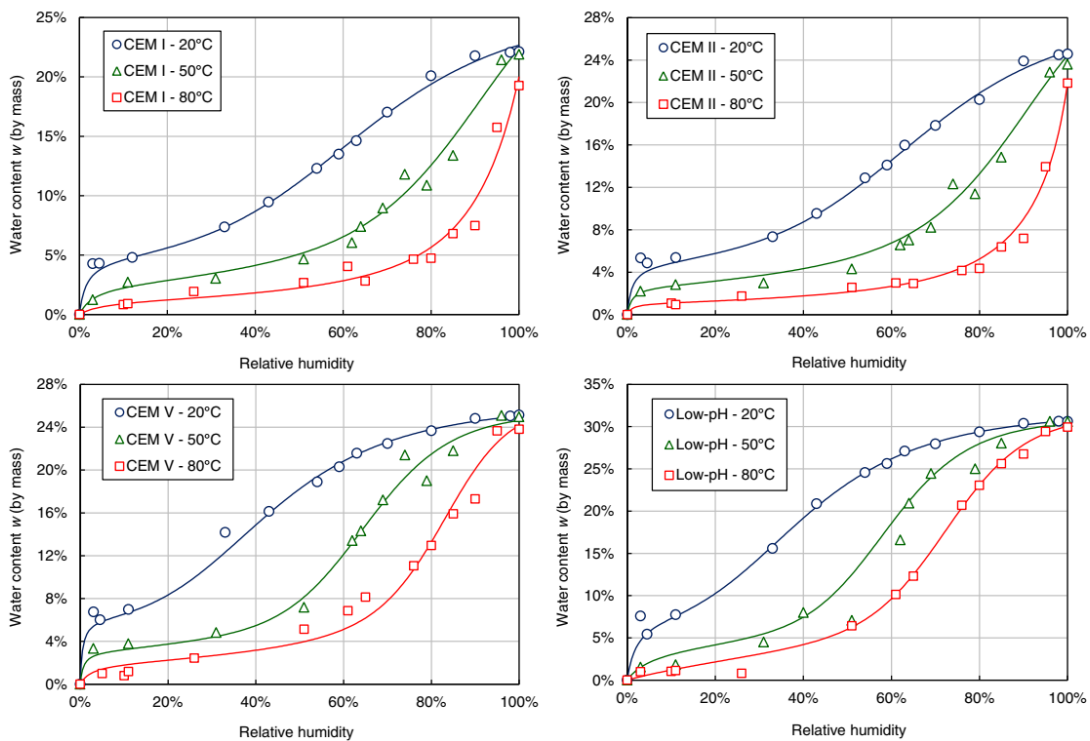 25%
20%
15%
10%
5%
0%
Water content w (by mass)
CEM I - 20°C
CEM I - 50°C
CEM I - 80°C
0% 20% 40% 60% 80% 100%
Relative humidity
28%
24%
20%
16%
12%
8%
4%
0%
Water content w (by mass)
CEM II - 20°C
CEM II - 50°C
CEM II - 80°C
0% 20% 40% 60% 80% 100%
Relative humidity
28%
24%
20%
16%
12%
8%
4%
0%
Water content w (by mass)
CEM V - 20°C
CEM V - 50°C
CEM V - 80°C
0% 20% 40% 60% 80% 100%
Relative humidity
35%
30%
25%
20%
15%
10%
5%
0%
Water content w (by mass)
Low-pH - 20°C
Low-pH - 50°C
Low-pH - 80°C
0% 20% 40% 60% 80% 100%
Relative humidity